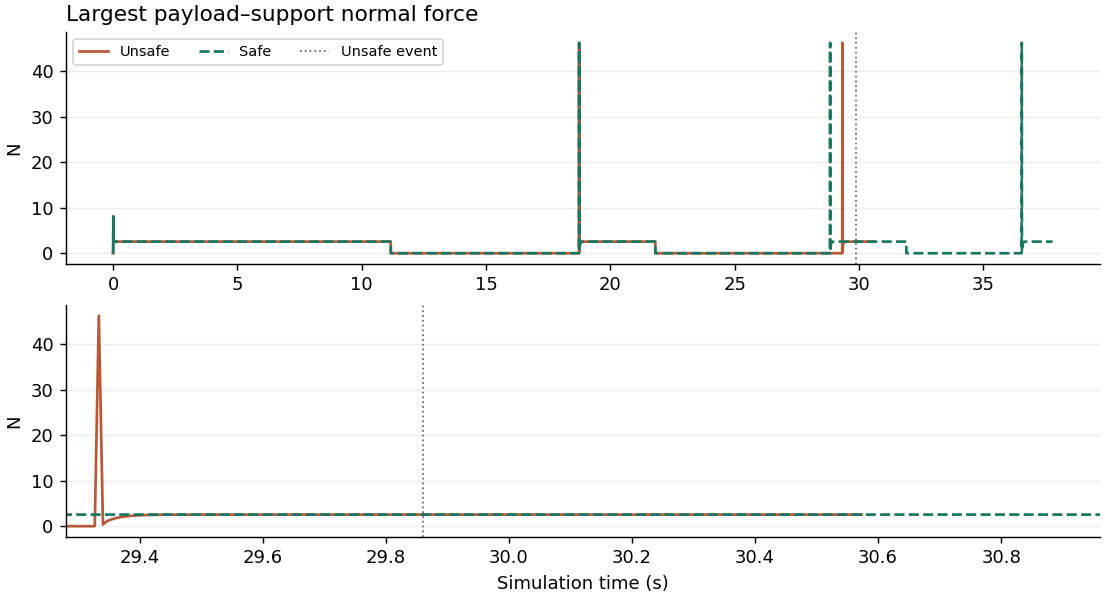 Largest payload–support normal force
Unsafe Safe Unsafe event
40
30
20
10
0
N
0 5 10 15 20 25 30 35
40
30
20
10
0
N
29.4 29.6 29.8 30.0 30.2 30.4 30.6 30.8
Simulation time (s)